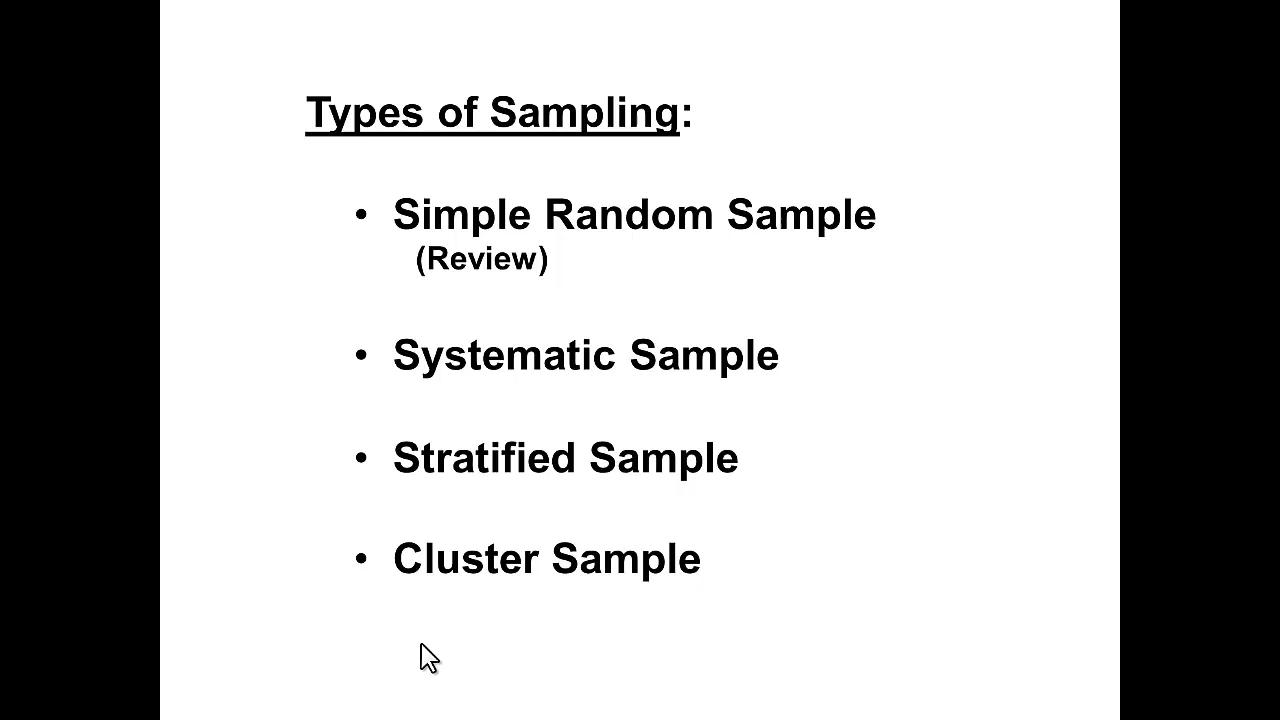 Types of Sampling:
• Simple Random Sample
(Review)
• Systematic Sample
• Stratified Sample
• Cluster Sample